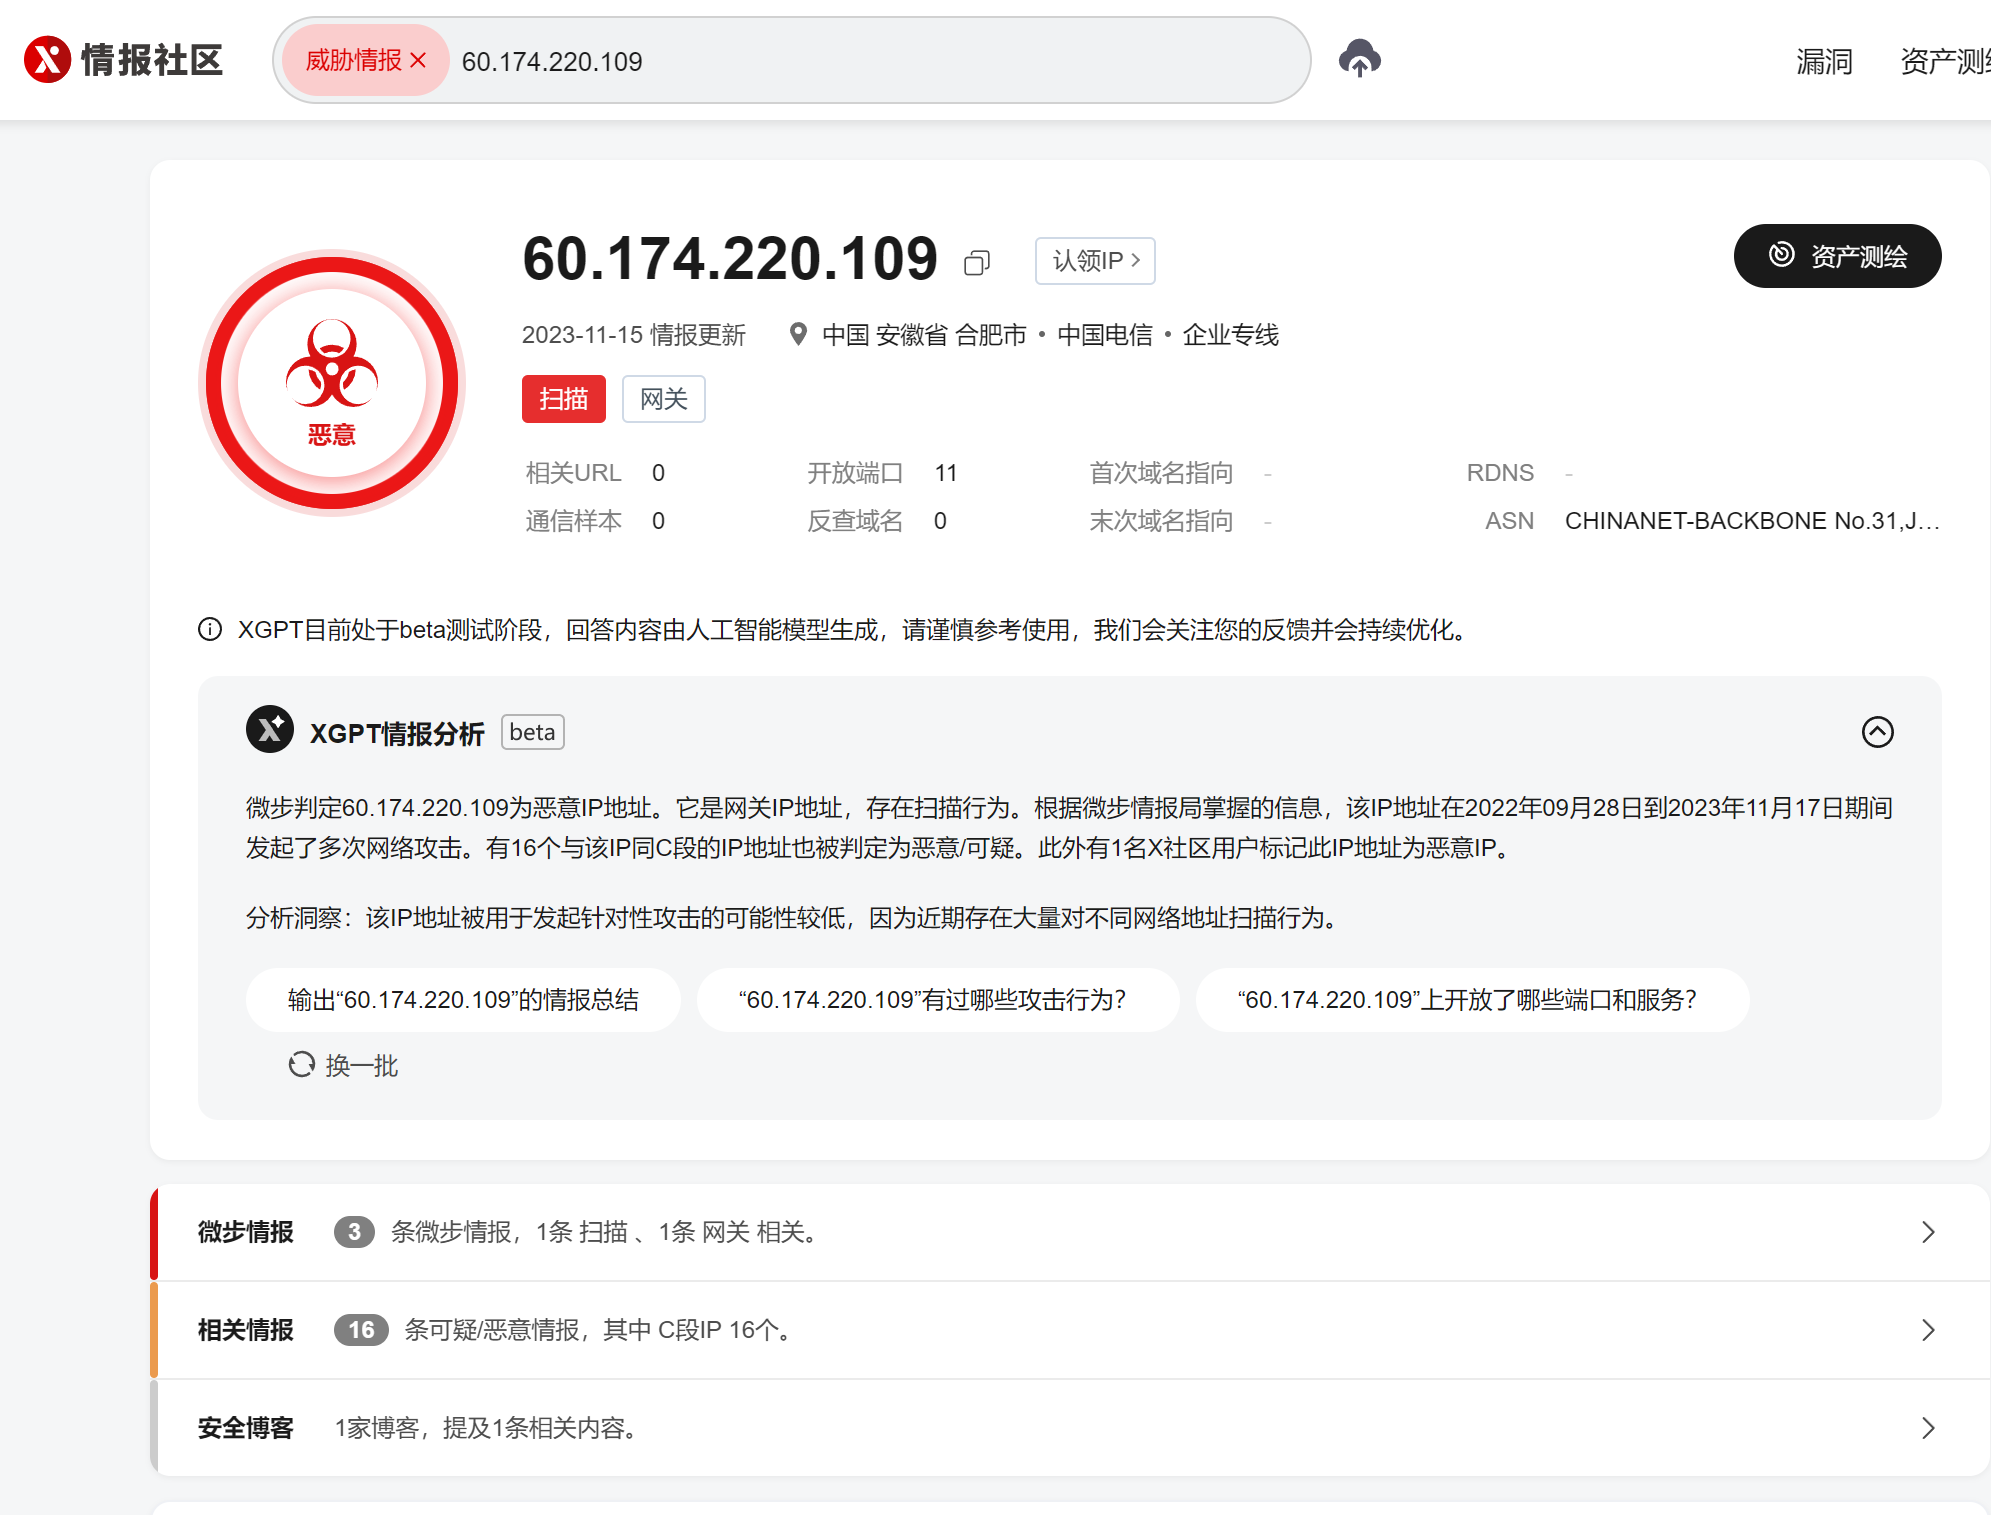 情报社区
威胁情报 × 60.174.220.109
漏洞 资产测
60.174.220.109 认领IP >
资产测绘
2023-11-15 情报更新 中国 安徽省 合肥市 • 中国电信 • 企业专线
恶意
扫描 网关
相关URL 0 开放端口 11 首次域名指向 - RDNS -
通信样本 0 反查域名 0 末次域名指向 - ASN CHINANET-BACKBONE No.31,J...
XGPT目前处于beta测试阶段，回答内容由人工智能模型生成，请谨慎参考使用，我们会关注您的反馈并会持续优化。
XGPT情报分析 beta
微步判定60.174.220.109为恶意IP地址。它是网关IP地址，存在扫描行为。根据微步情报局掌握的信息，该IP地址在2022年09月28日到2023年11月17日期间
发起了多次网络攻击。有16个与该IP同C段的IP地址也被判定为恶意/可疑。此外有1名X社区用户标记此IP地址为恶意IP。
分析洞察：该IP地址被用于发起针对性攻击的可能性较低，因为近期存在大量对不同网络地址扫描行为。
输出“60.174.220.109”的情报总结 “60.174.220.109”有过哪些攻击行为？ “60.174.220.109”上开放了哪些端口和服务？
换一批
微步情报 3 条微步情报，1条 扫描 、1条 网关 相关。
相关情报 16 条可疑/恶意情报，其中 C段IP 16个。
安全博客 1家博客，提及1条相关内容。